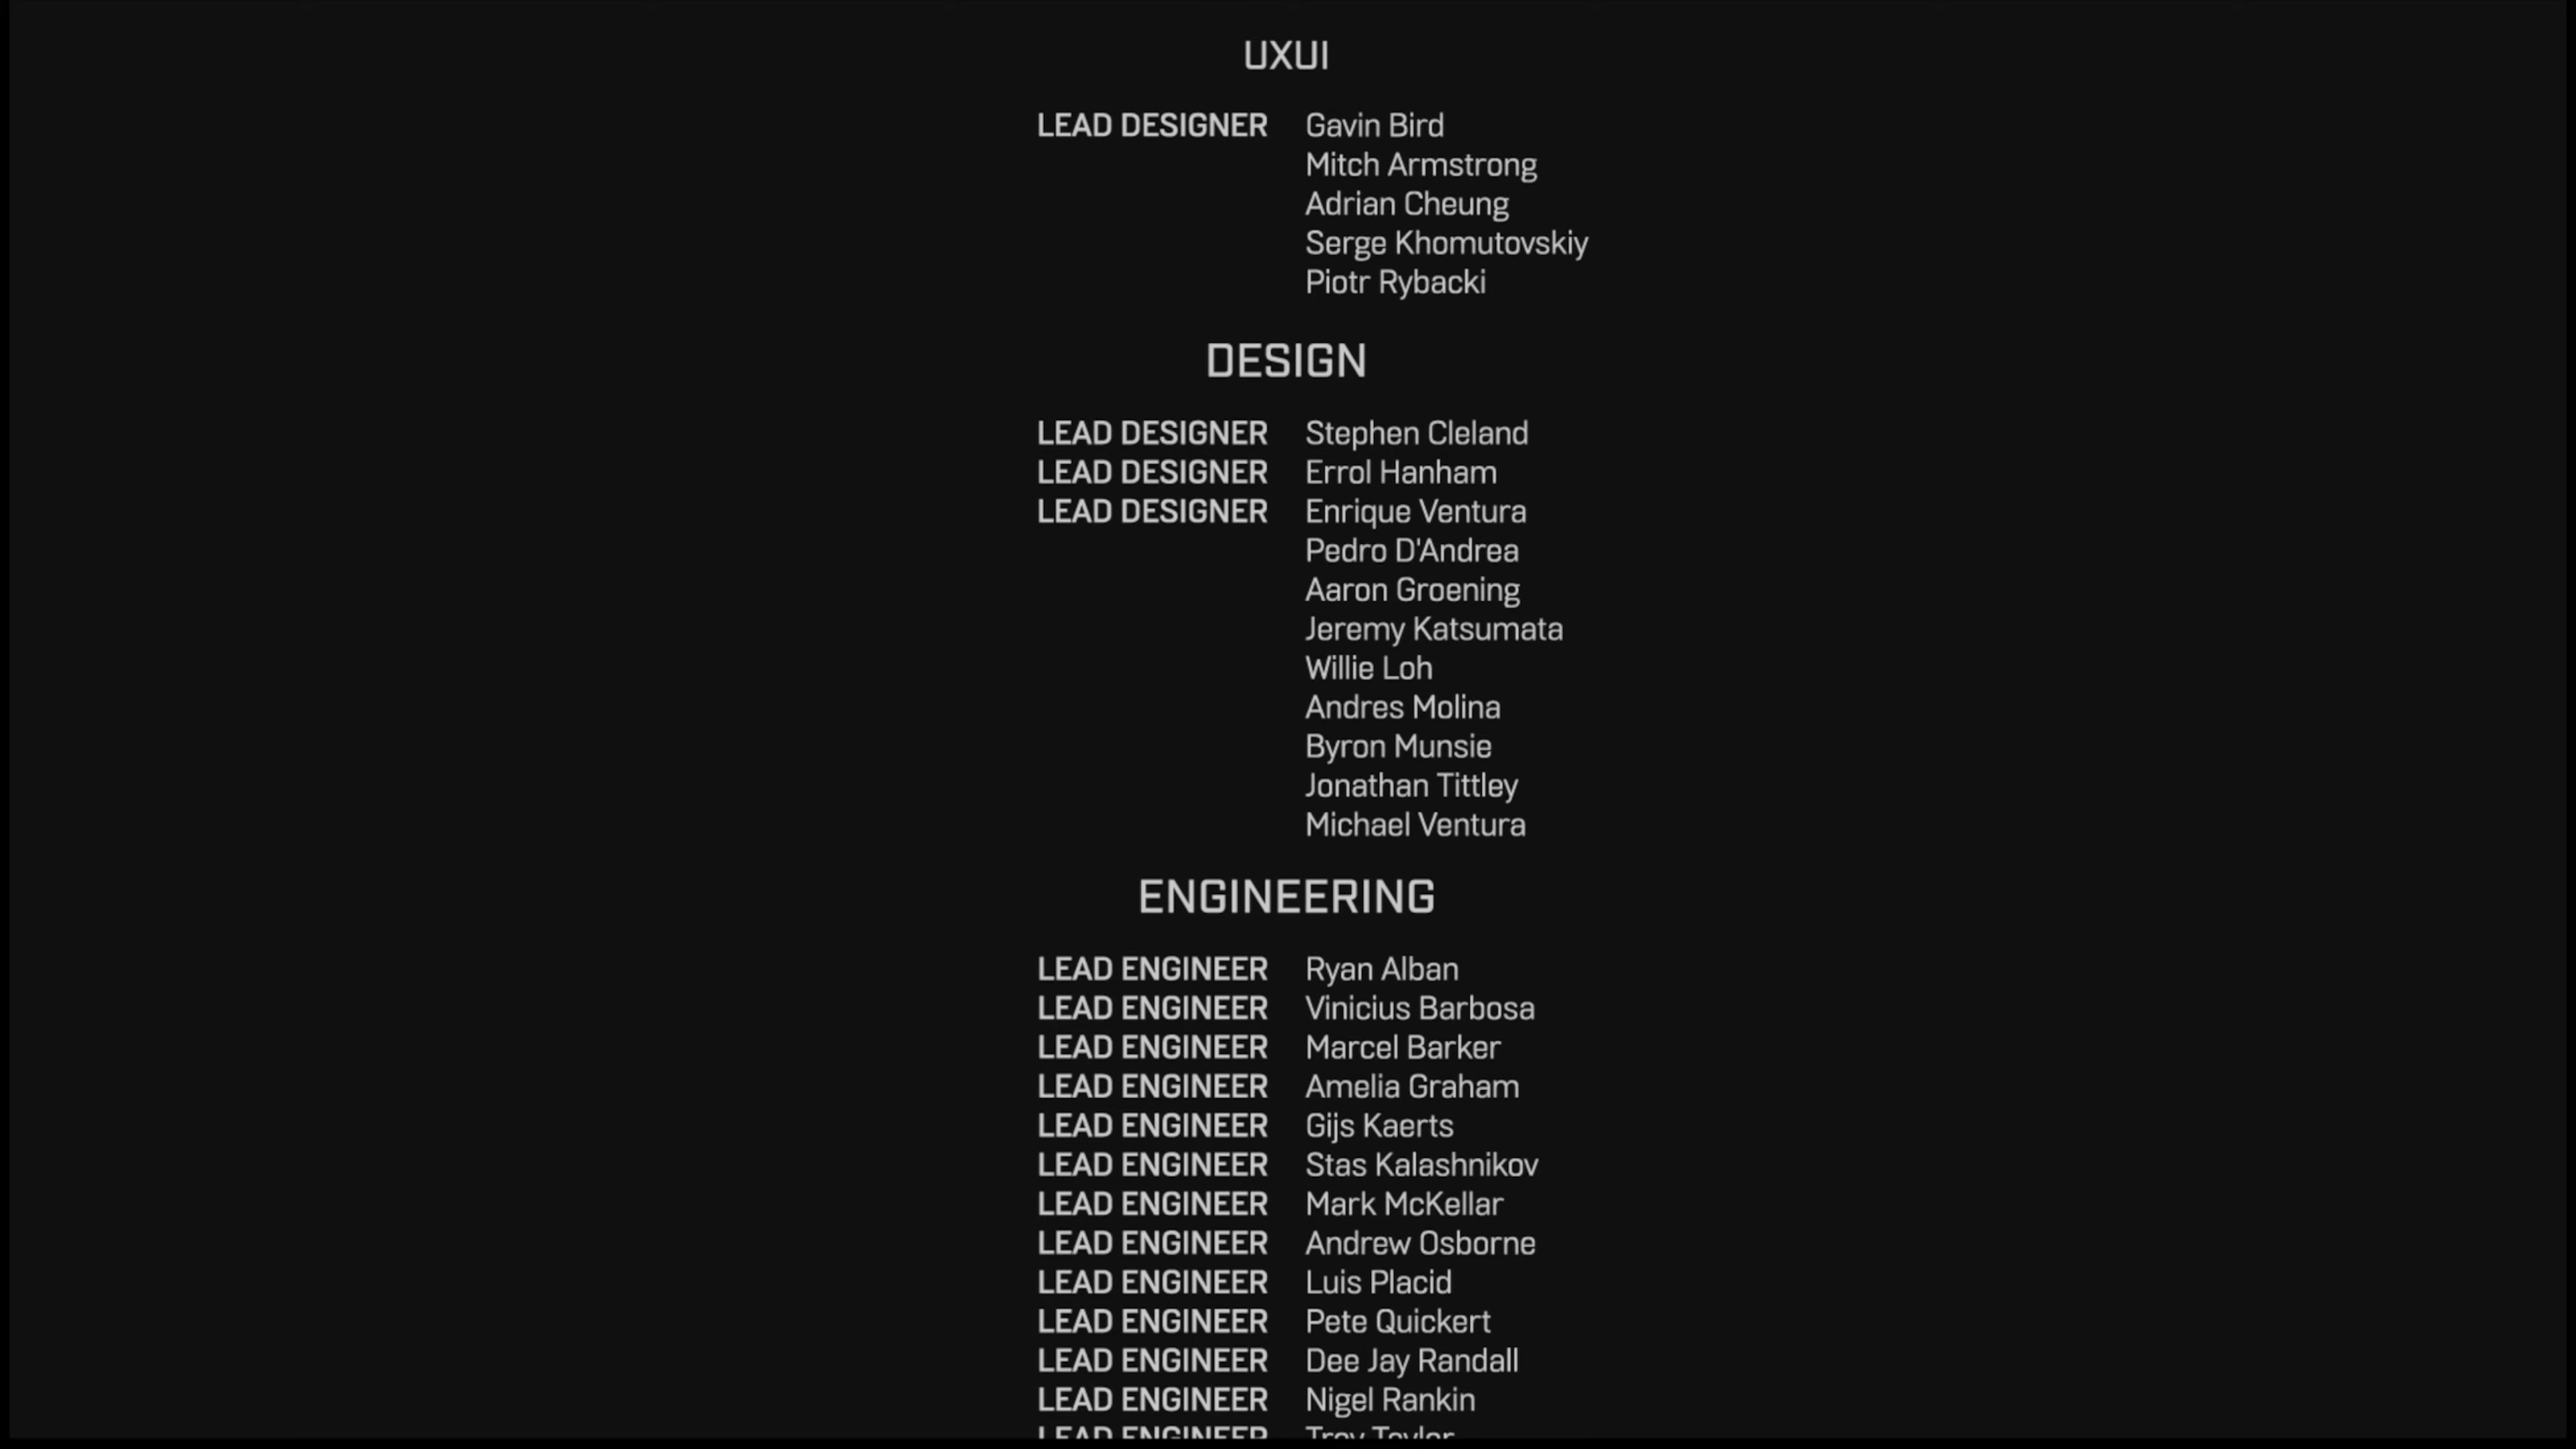 UXUI
LEAD DESIGNER Gavin Bird
Mitch Armstrong
Adrian Cheung
Serge Khomutovskiy
Piotr Rybacki
DESIGN
LEAD DESIGNER Stephen Cleland
LEAD DESIGNER Errol Hanham
LEAD DESIGNER Enrique Ventura
Pedro D'Andrea
Aaron Groening
Jeremy Katsumata
Willie Loh
Andres Molina
Byron Munsie
Jonathan Tittley
Michael Ventura
ENGINEERING
LEAD ENGINEER Ryan Alban
LEAD ENGINEER Vinicius Barbosa
LEAD ENGINEER Marcel Barker
LEAD ENGINEER Amelia Graham
LEAD ENGINEER Gijs Kaerts
LEAD ENGINEER Stas Kalashnikov
LEAD ENGINEER Mark McKellar
LEAD ENGINEER Andrew Osborne
LEAD ENGINEER Luis Placid
LEAD ENGINEER Pete Quickert
LEAD ENGINEER Dee Jay Randall
LEAD ENGINEER Nigel Rankin
LEAD ENGINEER